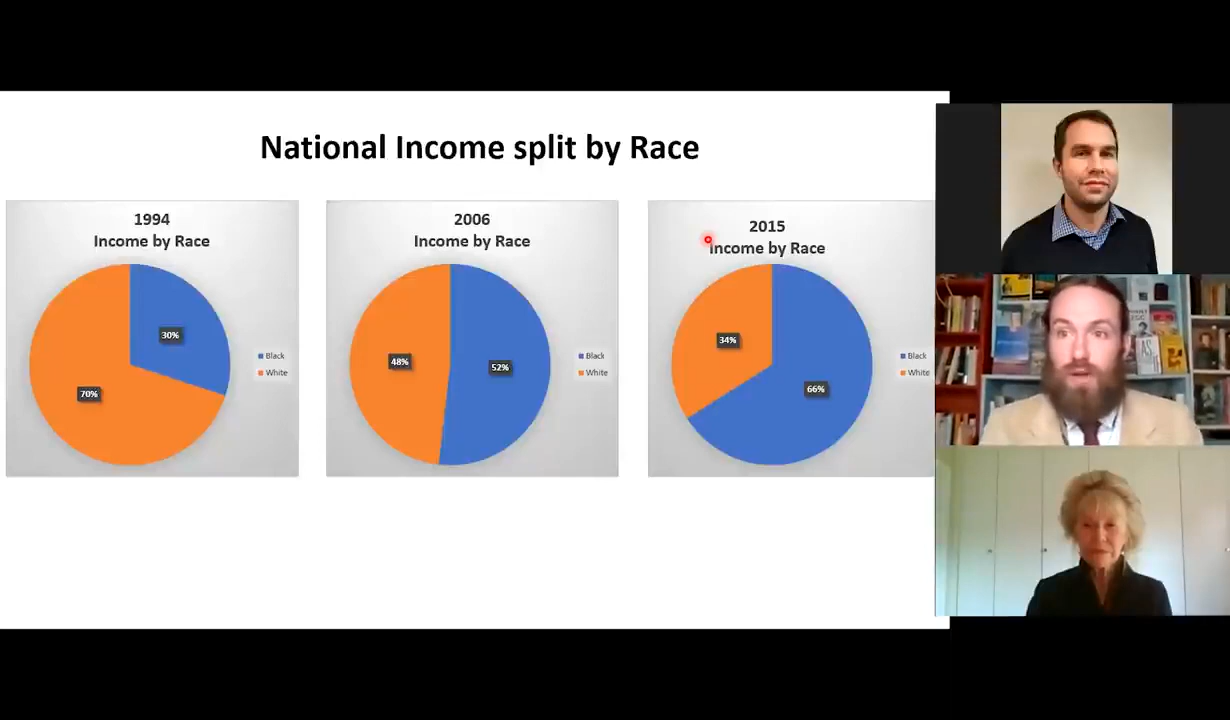 National Income split by Race
1994
Income by Race
30%
70%
Black
White
2006
Income by Race
48%
52%
Black
White
2015
Income by Race
34%
66%
Black
White